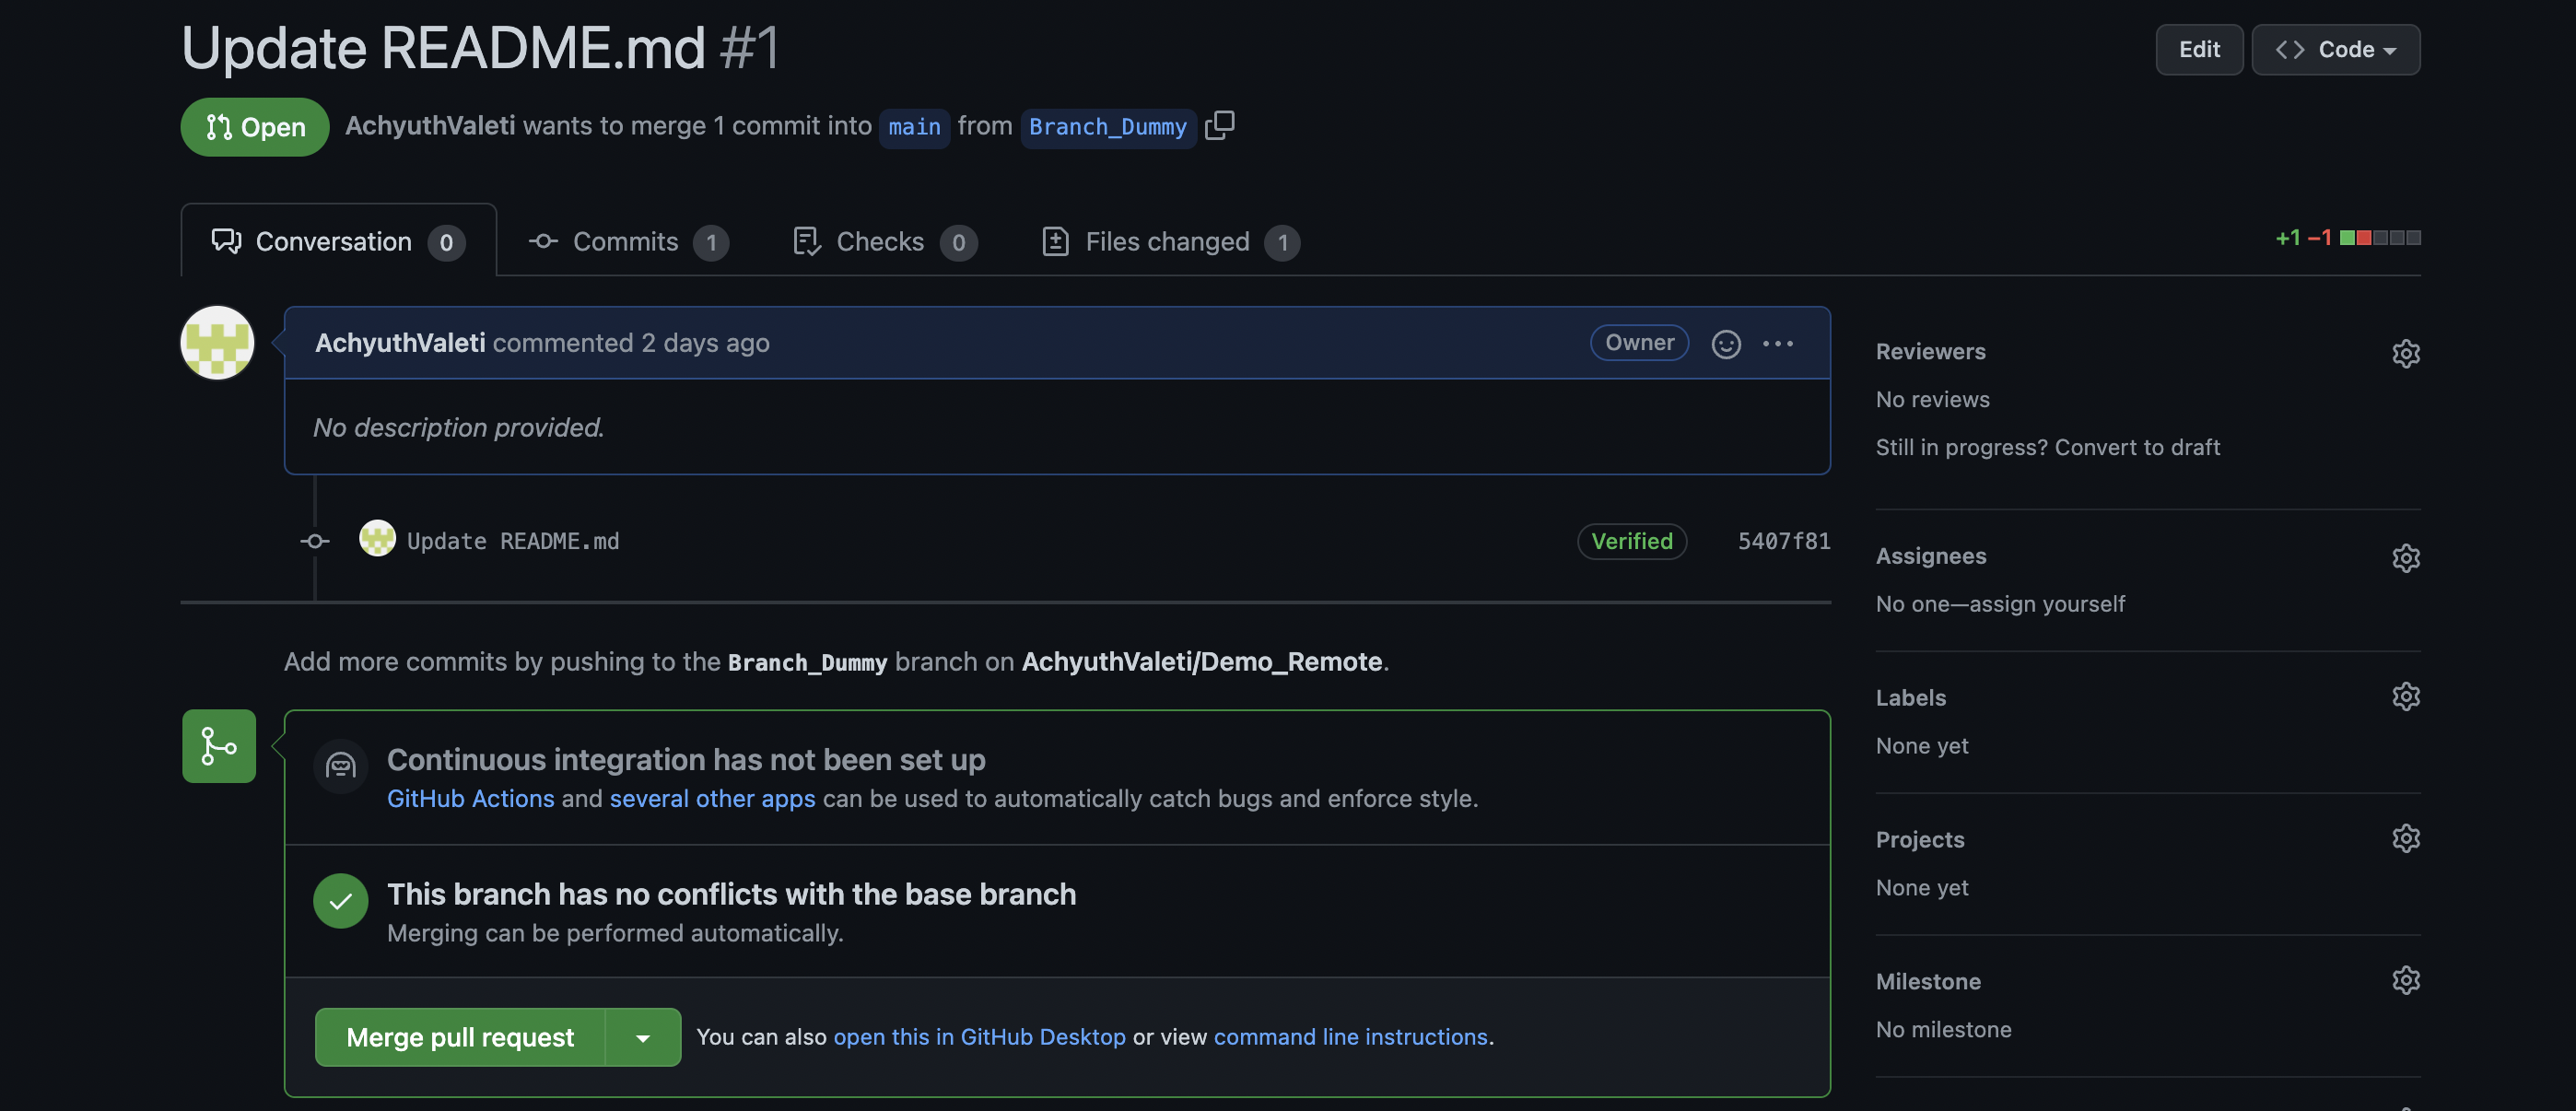 Update README.md #1
Edit
Code
Open
AchyuthValeti wants to merge 1 commit into main from Branch_Dummy
Conversation 0
Commits 1
Checks 0
Files changed 1
+1 −1
AchyuthValeti commented 2 days ago
Owner
No description provided.
Update README.md
Verified
5407f81
Add more commits by pushing to the Branch_Dummy branch on AchyuthValeti/Demo_Remote.
Continuous integration has not been set up
GitHub Actions and several other apps can be used to automatically catch bugs and enforce style.
This branch has no conflicts with the base branch
Merging can be performed automatically.
Merge pull request
You can also open this in GitHub Desktop or view command line instructions.
Reviewers
No reviews
Still in progress? Convert to draft
Assignees
No one—assign yourself
Labels
None yet
Projects
None yet
Milestone
No milestone